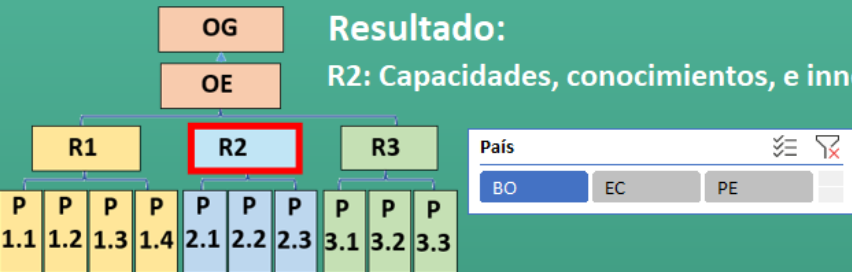 OG
Resultado:
OE
R2: Capacidades, conocimientos, e
R1
R2
R3
País
BO
EC
PE
P 1.1
P 1.2
P 1.3
P 1.4
P 2.1
P 2.2
P 2.3
P 3.1
P 3.2
P 3.3